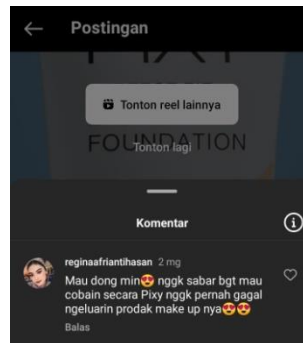 Postingan
PIXY
Tonton reel lainnya
FOUNDATION
Tonton lagi
Komentar
reginaafriantihasan 2 mg
Mau dong min😍 nggk sabar bgt mau
cobain secara Pixy nggk pernah gagal
ngeluarin prodak make up nya😍😍
Balas